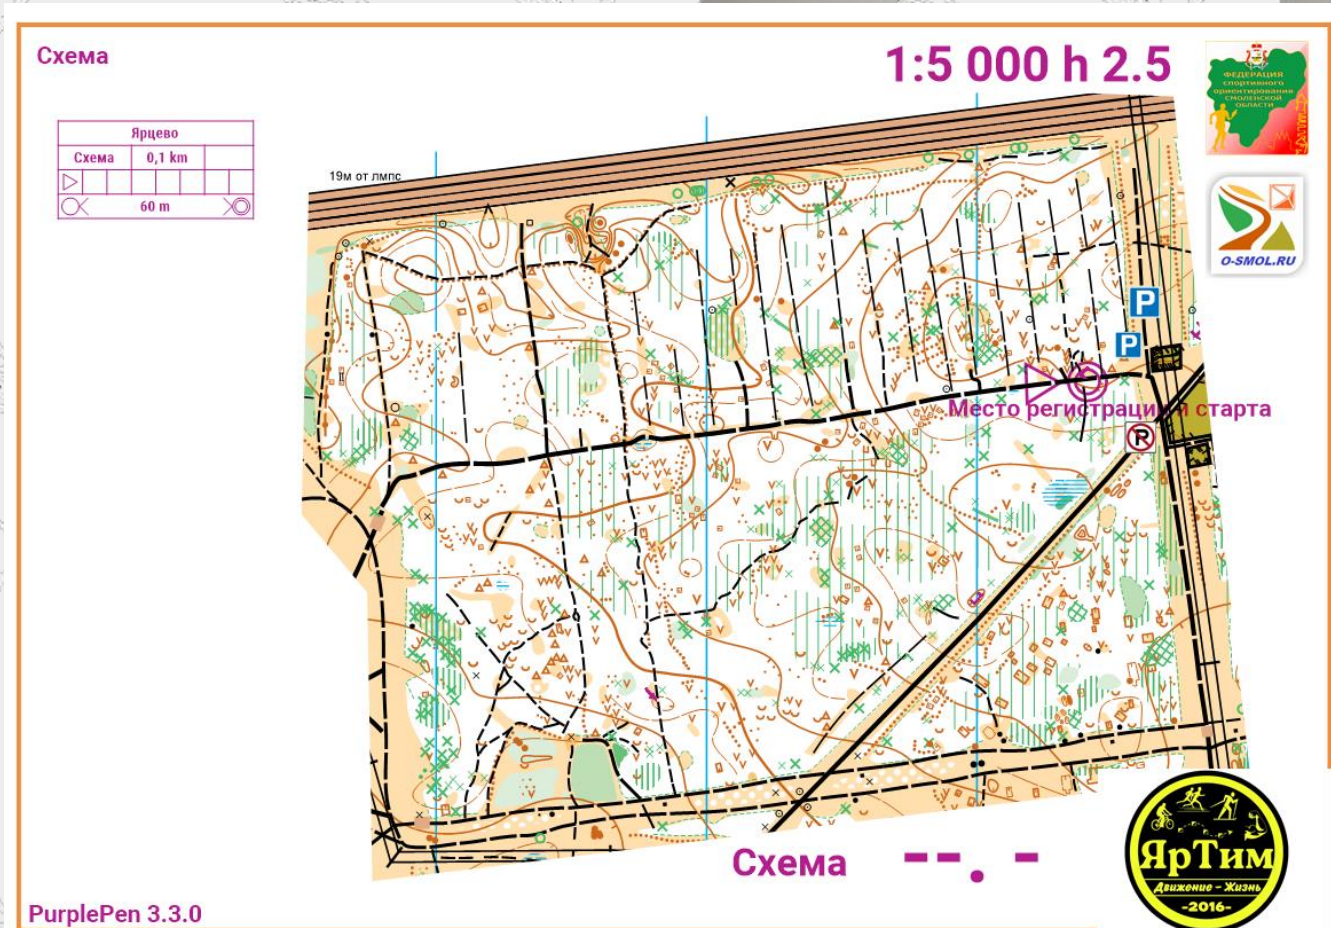 Схема
1:5 000 h 2.5
ФЕДЕРАЦИЯ
спортивного
ориентирования
СМОЛЕНСКОЙ
ОБЛАСТИ
Ярцево
Схема 0,1 km
60 m
19м от лмпс
O-SMOL.RU
P
P
Место регистрации и старта
P
Схема --. -
ЯрТим
Движение – Жизнь
-2016-
PurplePen 3.3.0